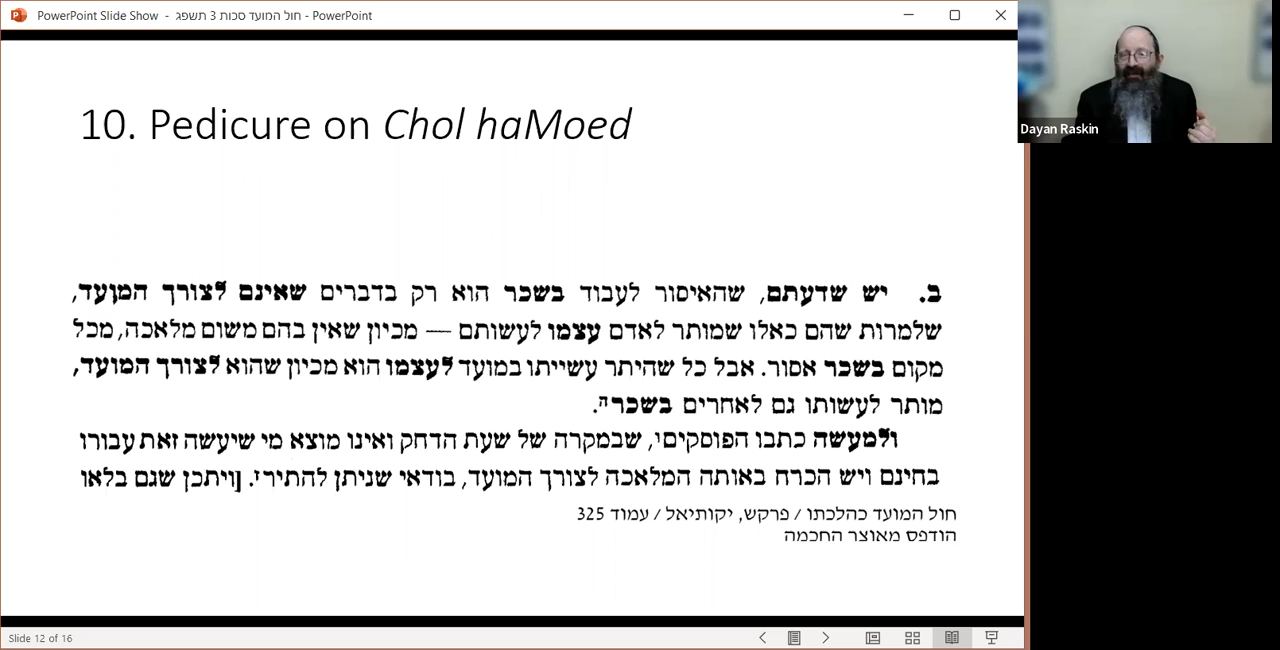 PowerPoint Slide Show - חול המועד סכות 3 תשפג - PowerPoint
Dayan Raskin
10. Pedicure on Chol haMoed
ב. יש שדעתם, שהאיסור לעבוד בשכר הוא רק בדברים שאינם לצורך המועד,
שלמרות שהם כאלו שמותר לאדם עצמו לעשותם — מכיון שאין בהם משום מלאכה, מכל
מקום בשכר אסור. אבל כל שהיתר עשייתו במועד לעצמו הוא מכיון שהוא לצורך המועד,
מותר לעשותו גם לאחרים בשכרה.
ולמעשה כתבו הפוסקיםו, שבמקרה של שעת הדחק ואינו מוצא מי שיעשה זאת עבורו
בחינם ויש הכרח באותה המלאכה לצורך המועד, בודאי שניתן להתירז. [ויתכן שגם בלאו
חול המועד כהלכתו / פרקש, יקותיאל / עמוד 325
הודפס מאוצר החכמה
Slide 12 of 16